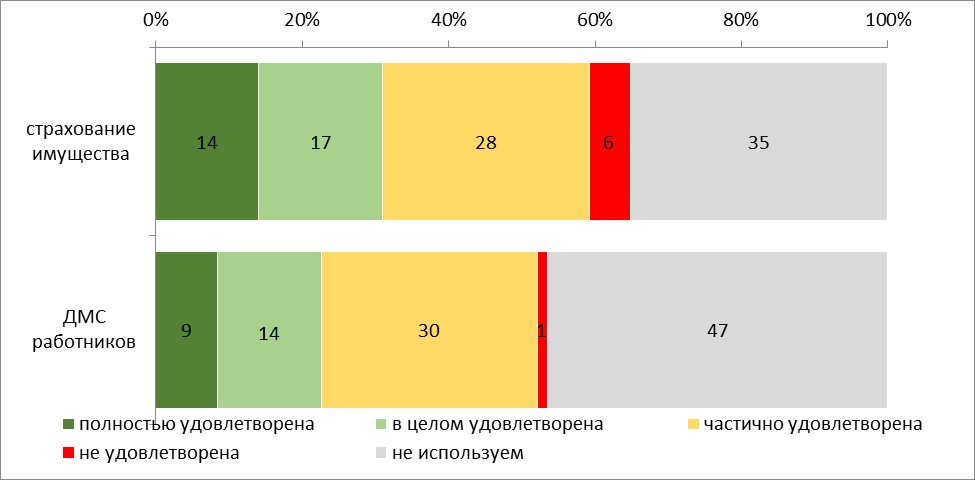 0% 20% 40% 60% 80% 100%
страхование
имущества
14 17 28 6 35
ДМС
работников
9 14 30 1 47
полностью удовлетворена в целом удовлетворена частично удовлетворена
не удовлетворена не используем